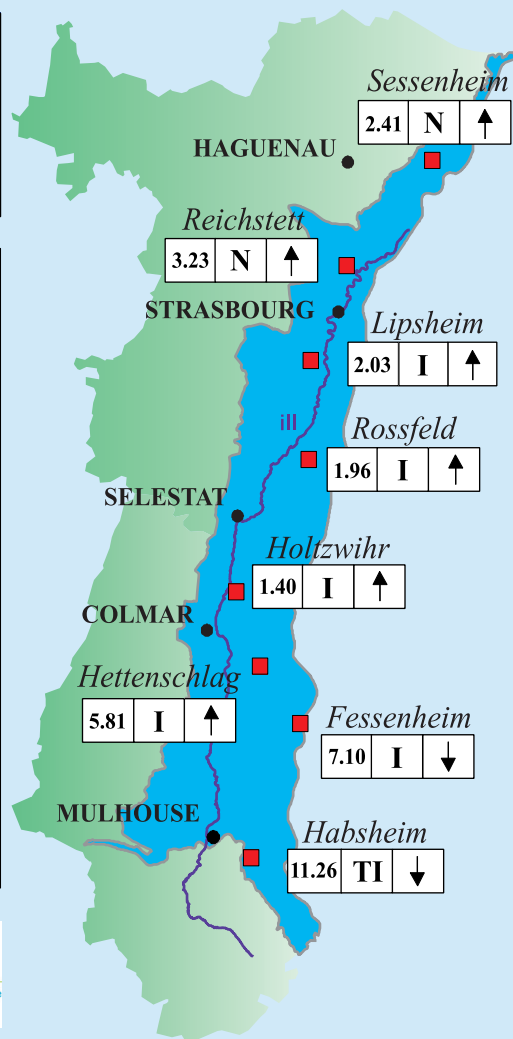 Sessenheim
2.41 N ↑
HAGUENAU
Reichstett
3.23 N ↑
STRASBOURG
Lipsheim
2.03 I ↑
ill
Rossfeld
1.96 I ↑
SELESTAT
Holtzwihr
1.40 I ↑
COLMAR
Hettenschlag
5.81 I ↑
Fessenheim
7.10 I ↓
MULHOUSE
Habsheim
11.26 TI ↓